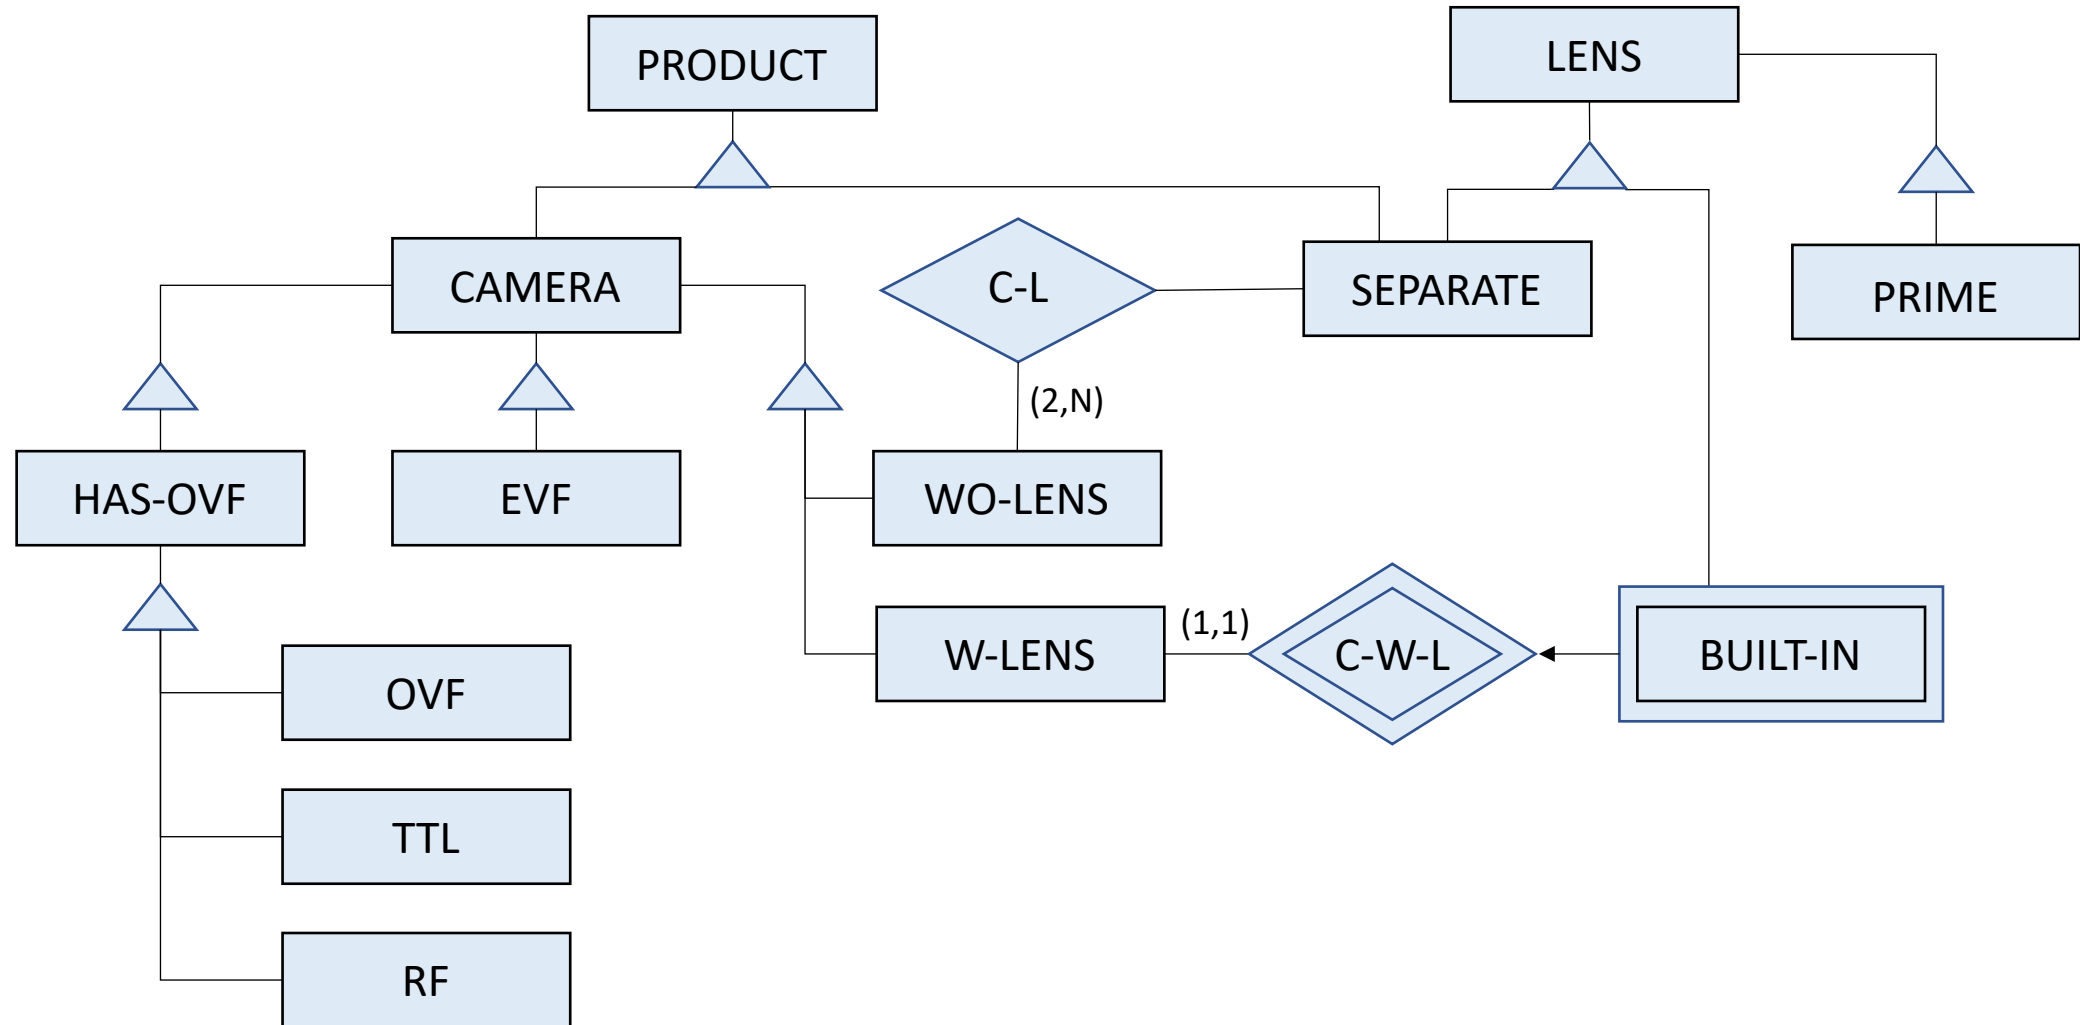 PRODUCT
LENS
CAMERA
C-L
SEPARATE
PRIME
(2,N)
HAS-OVF
EVF
WO-LENS
(1,1)
W-LENS
C-W-L
BUILT-IN
OVF
TTL
RF